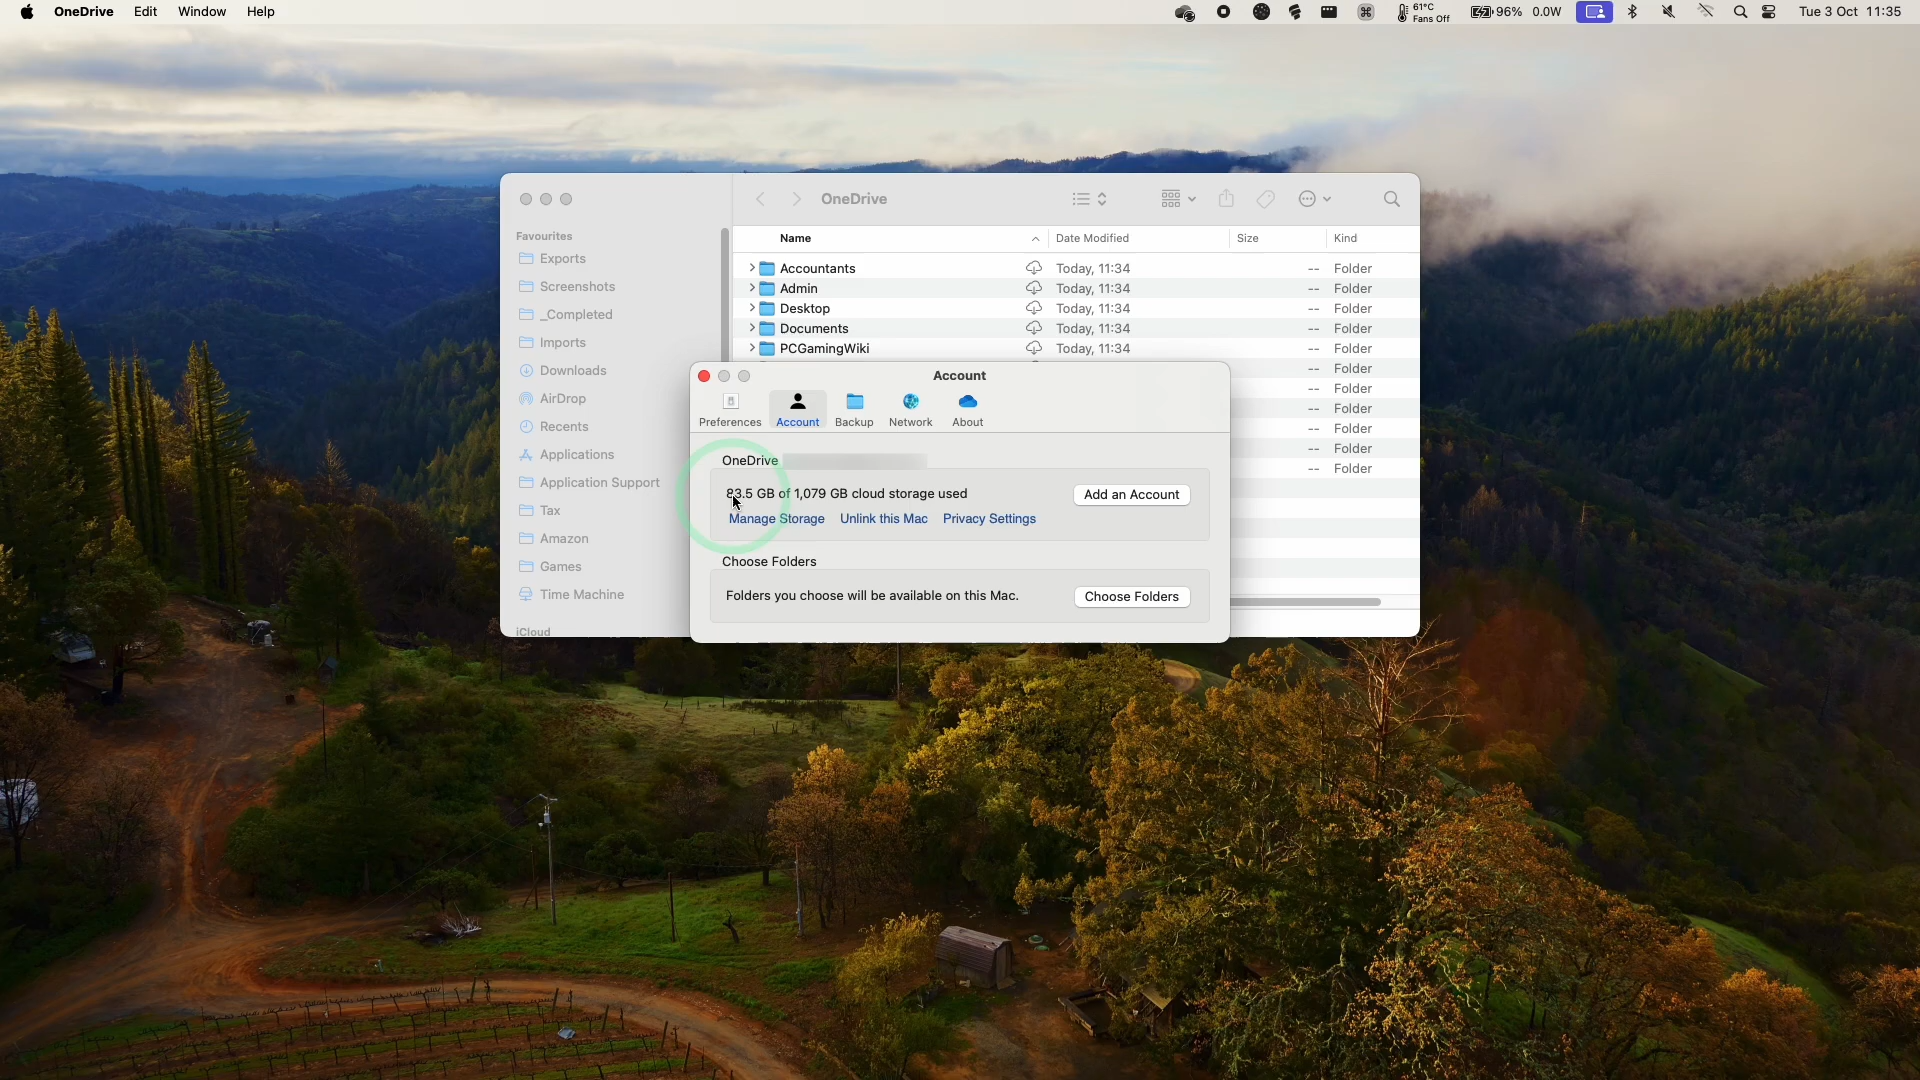 OneDrive Edit Window Help 61°C Fans Off 96% 0.0W Tue 3 Oct 11:35
OneDrive
Favourites
Exports
Screenshots
_Completed
Imports
Downloads
AirDrop
Recents
Applications
Application Support
Tax
Amazon
Games
Time Machine
iCloud
Name Date Modified Size Kind
Accountants Today, 11:34 -- Folder
Admin Today, 11:34 -- Folder
Desktop Today, 11:34 -- Folder
Documents Today, 11:34 -- Folder
PCGamingWiki Today, 11:34 -- Folder
-- Folder
-- Folder
-- Folder
-- Folder
-- Folder
-- Folder
Account
Preferences Account Backup Network About
OneDrive
83.5 GB of 1,079 GB cloud storage used Add an Account
Manage Storage Unlink this Mac Privacy Settings
Choose Folders
Folders you choose will be available on this Mac. Choose Folders